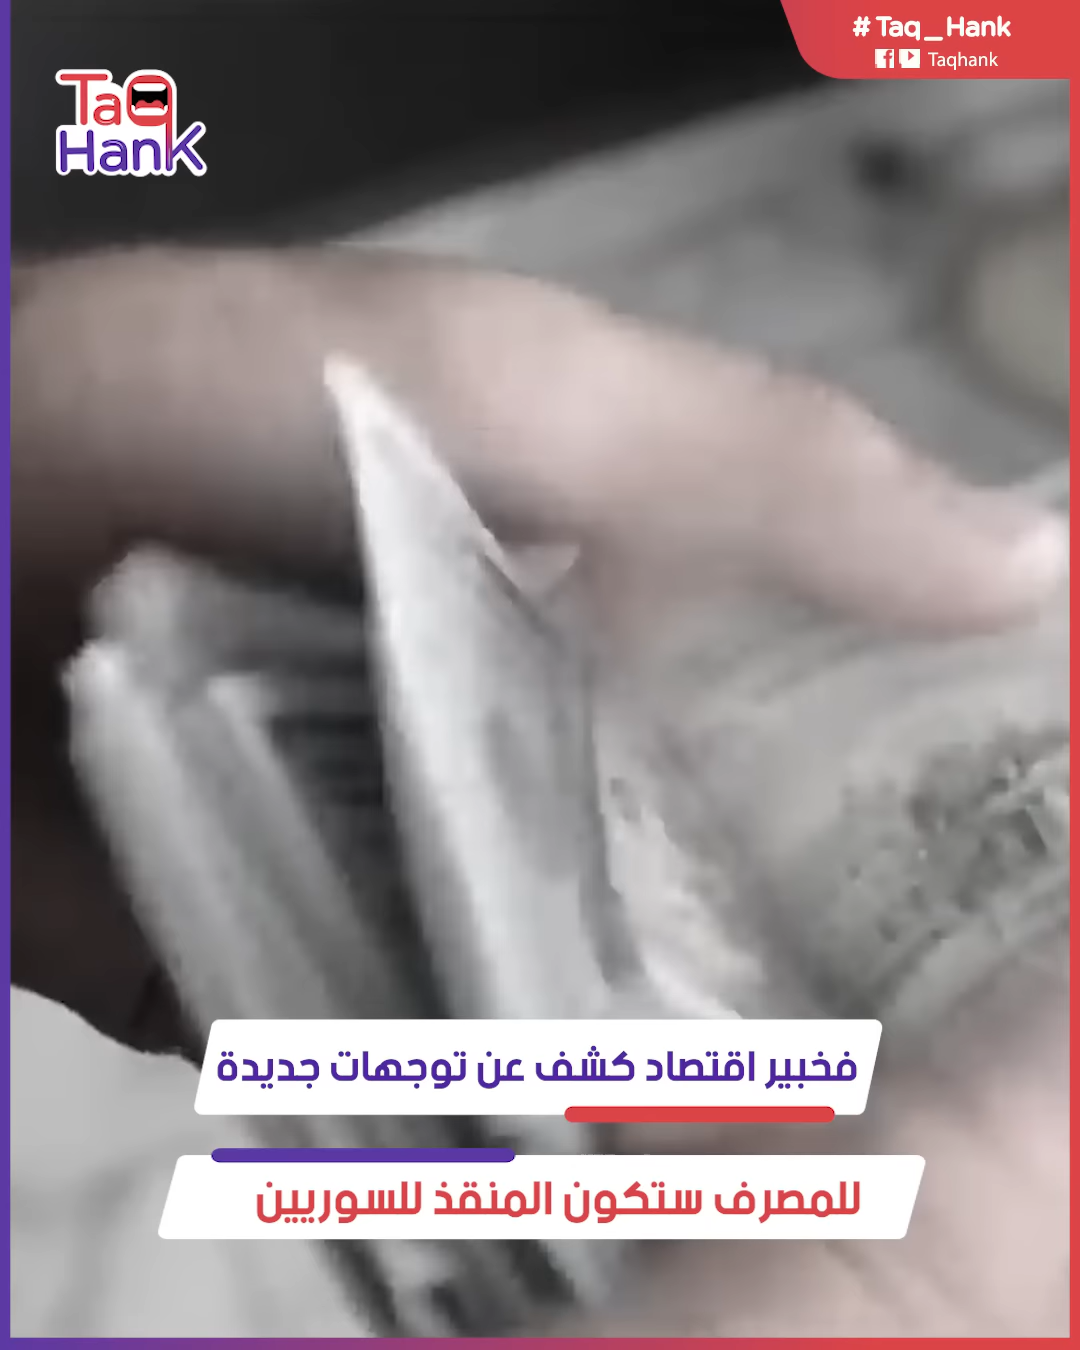 #Taq_Hank
Taqhank
TaQ
HanK
فخبير اقتصاد كشف عن توجهات جديدة
للمصرف ستكون المنقذ للسوريين